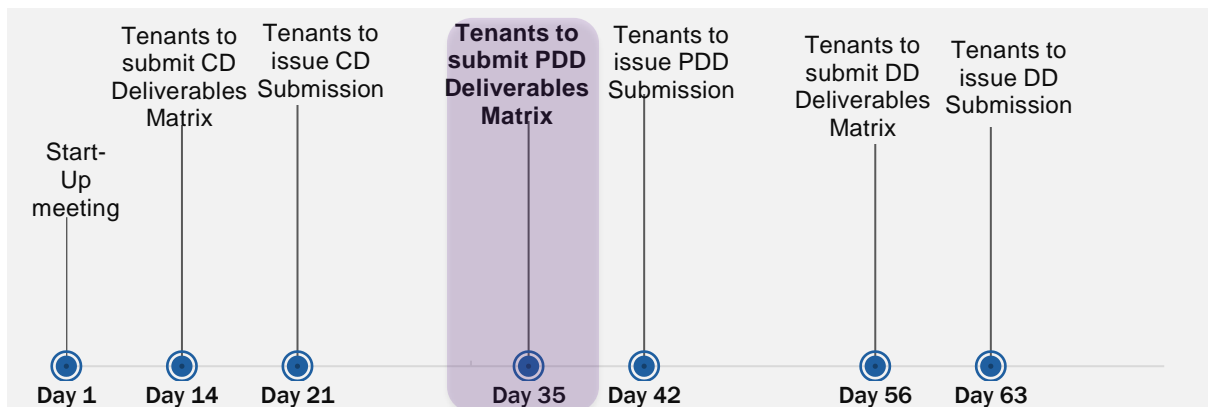 Start-
Up
meeting
Tenants to
submit CD
Deliverables
Matrix
Tenants to
issue CD
Submission
Tenants to
submit PDD
Deliverables
Matrix
Tenants to
issue PDD
Submission
Tenants to
submit DD
Deliverables
Matrix
Tenants to
issue DD
Submission
Day 1
Day 14
Day 21
Day 35
Day 42
Day 56
Day 63